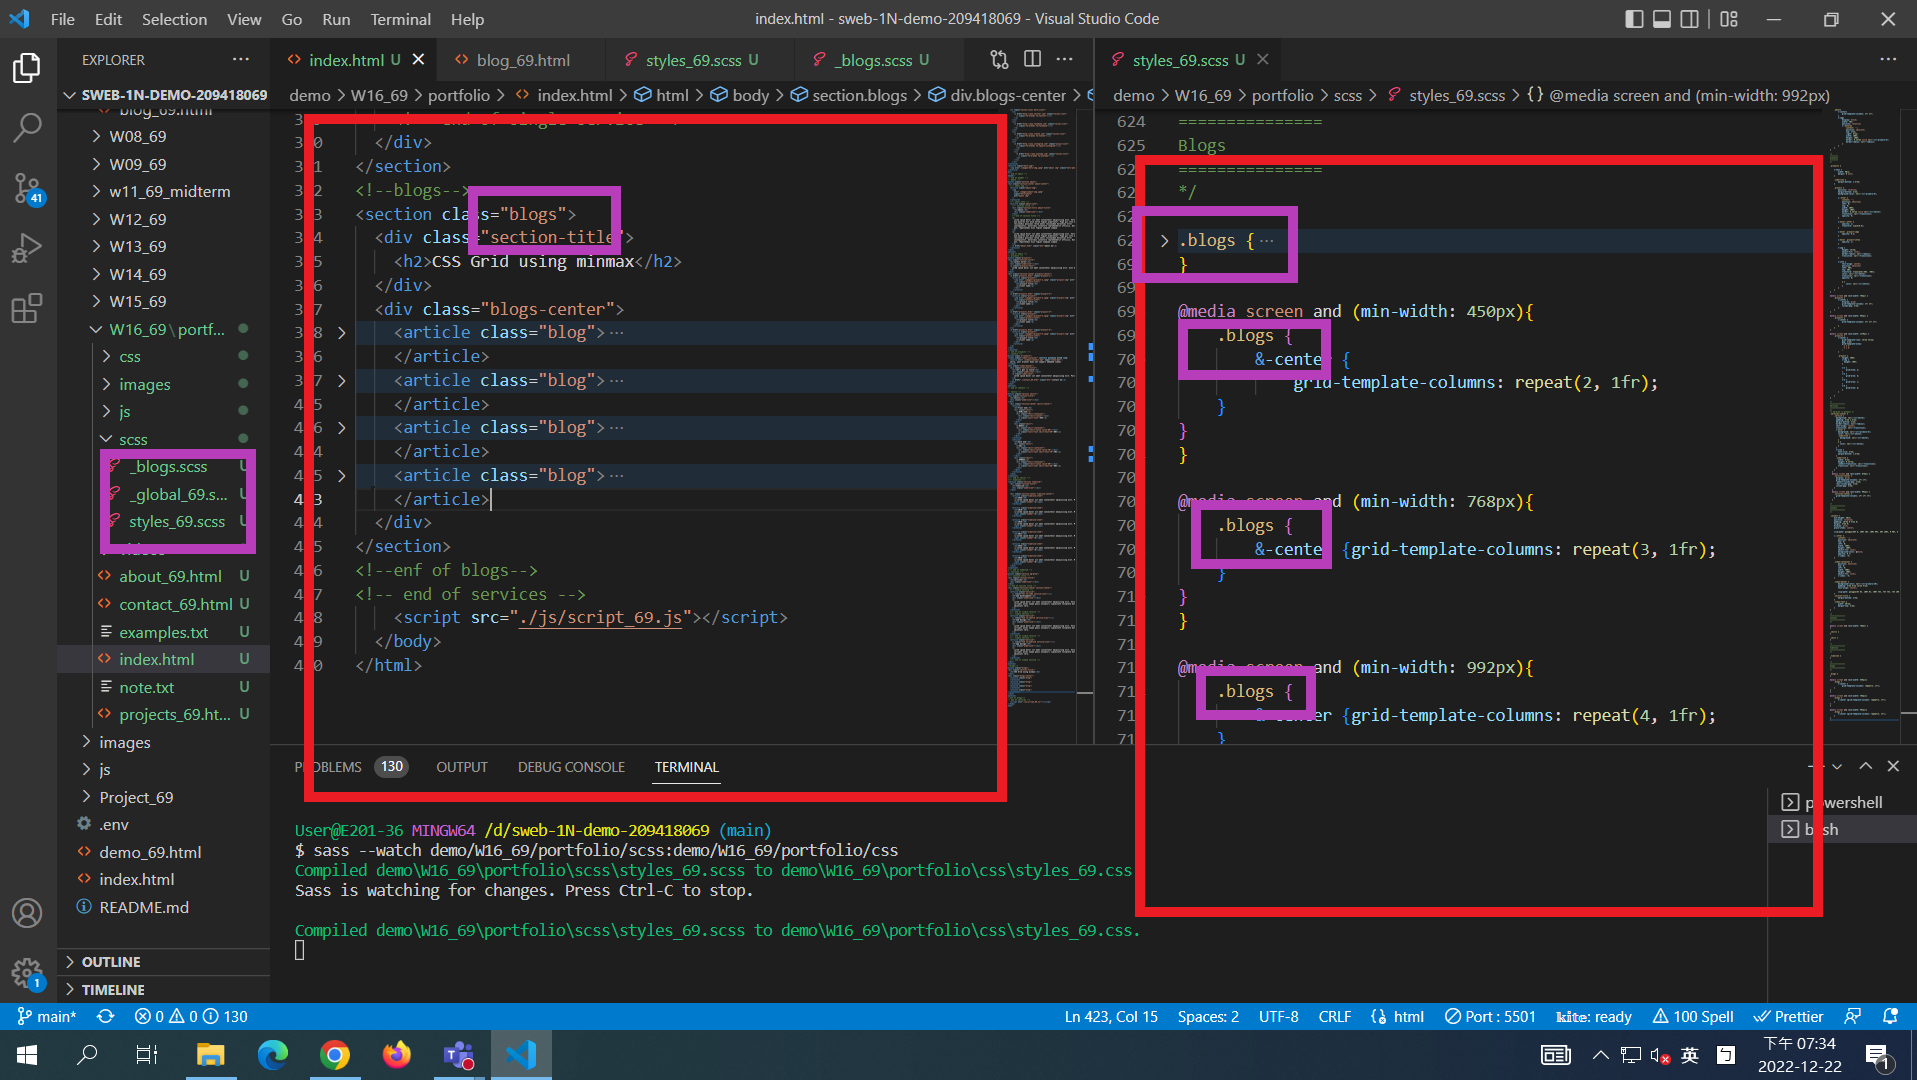 File Edit Selection View Go Run Terminal Help
index.html - sweb-1N-demo-209418069 - Visual Studio Code
EXPLORER
SWEB-1N-DEMO-209418069
blog_69.html
W08_69
W09_69
w11_69_midterm
W12_69
W13_69
W14_69
W15_69
W16_69\portf...
css
images
js
scss
_blogs.scss U
_global_69.s... U
styles_69.scss U
about_69.html U
contact_69.html U
examples.txt U
index.html U
note.txt U
projects_69.ht... U
images
js
Project_69
.env
demo_69.html
index.html
README.md
OUTLINE
TIMELINE
41
1
index.html U
blog_69.html
styles_69.scss U
_blogs.scss U
demo > W16_69 > portfolio > index.html > html > body > section.blogs > div.blogs-center >
</div>
</section>
<!--blogs-->
<section class="blogs">
<div class="section-title">
<h2>CSS Grid using minmax</h2>
</div>
<div class="blogs-center">
<article class="blog">...
</article>
<article class="blog">...
</article>
<article class="blog">...
</article>
<article class="blog">...
</article>
</div>
</section>
<!--enf of blogs-->
<!-- end of services -->
<script src="./js/script_69.js"></script>
</body>
</html>
styles_69.scss U
demo > W16_69 > portfolio > scss > styles_69.scss > {} @media screen and (min-width: 992px)
624 ===============
625 Blogs
===============
*/
.blogs {...
}
@media screen and (min-width: 450px){
.blogs {
&-center {
grid-template-columns: repeat(2, 1fr);
}
}
}
@media screen and (min-width: 768px){
.blogs {
&-center {grid-template-columns: repeat(3, 1fr);
}
}
}
@media screen and (min-width: 992px){
.blogs {
&-center {grid-template-columns: repeat(4, 1fr);
}
PROBLEMS 130 OUTPUT DEBUG CONSOLE TERMINAL
User@E201-36 MINGW64 /d/sweb-1N-demo-209418069 (main)
$ sass --watch demo/W16_69/portfolio/scss:demo/W16_69/portfolio/css
Compiled demo\W16_69\portfolio\scss\styles_69.scss to demo\W16_69\portfolio\css\styles_69.css
Sass is watching for changes. Press Ctrl-C to stop.
Compiled demo\W16_69\portfolio\scss\styles_69.scss to demo\W16_69\portfolio\css\styles_69.css.
powershell
bash
main* 0 0 130
Ln 423, Col 15 Spaces: 2 UTF-8 CRLF html Port : 5501 kite: ready 100 Spell Prettier
英
下午 07:34
2022-12-22
1